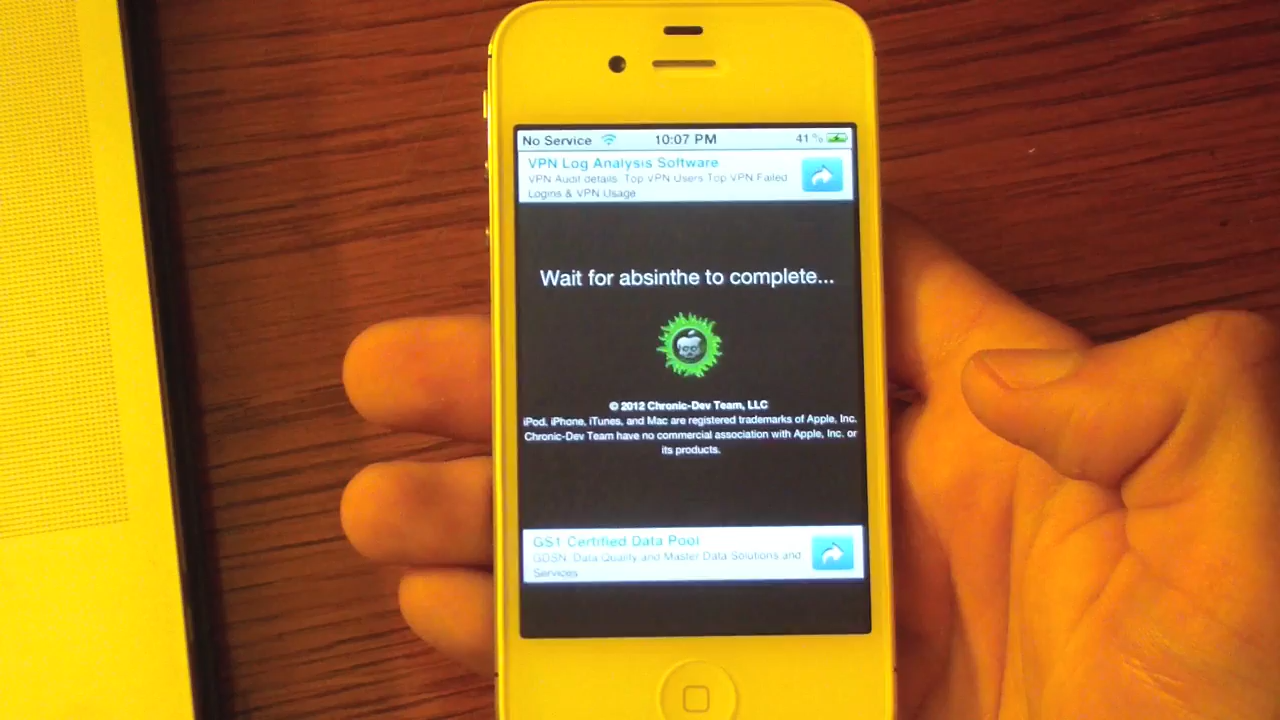 No Service 10:07 PM 41%
VPN Log Analysis Software
VPN Audit details. Top VPN Users Top VPN Failed
Logins & VPN Usage
Wait for absinthe to complete...
© 2012 Chronic-Dev Team, LLC
iPod, iPhone, iTunes, and Mac are registered trademarks of Apple, Inc.
Chronic-Dev Team have no commercial association with Apple, Inc. or
its products.
GS1 Certified Data Pool
GDSN, Data Quality and Master Data Solutions and
Services